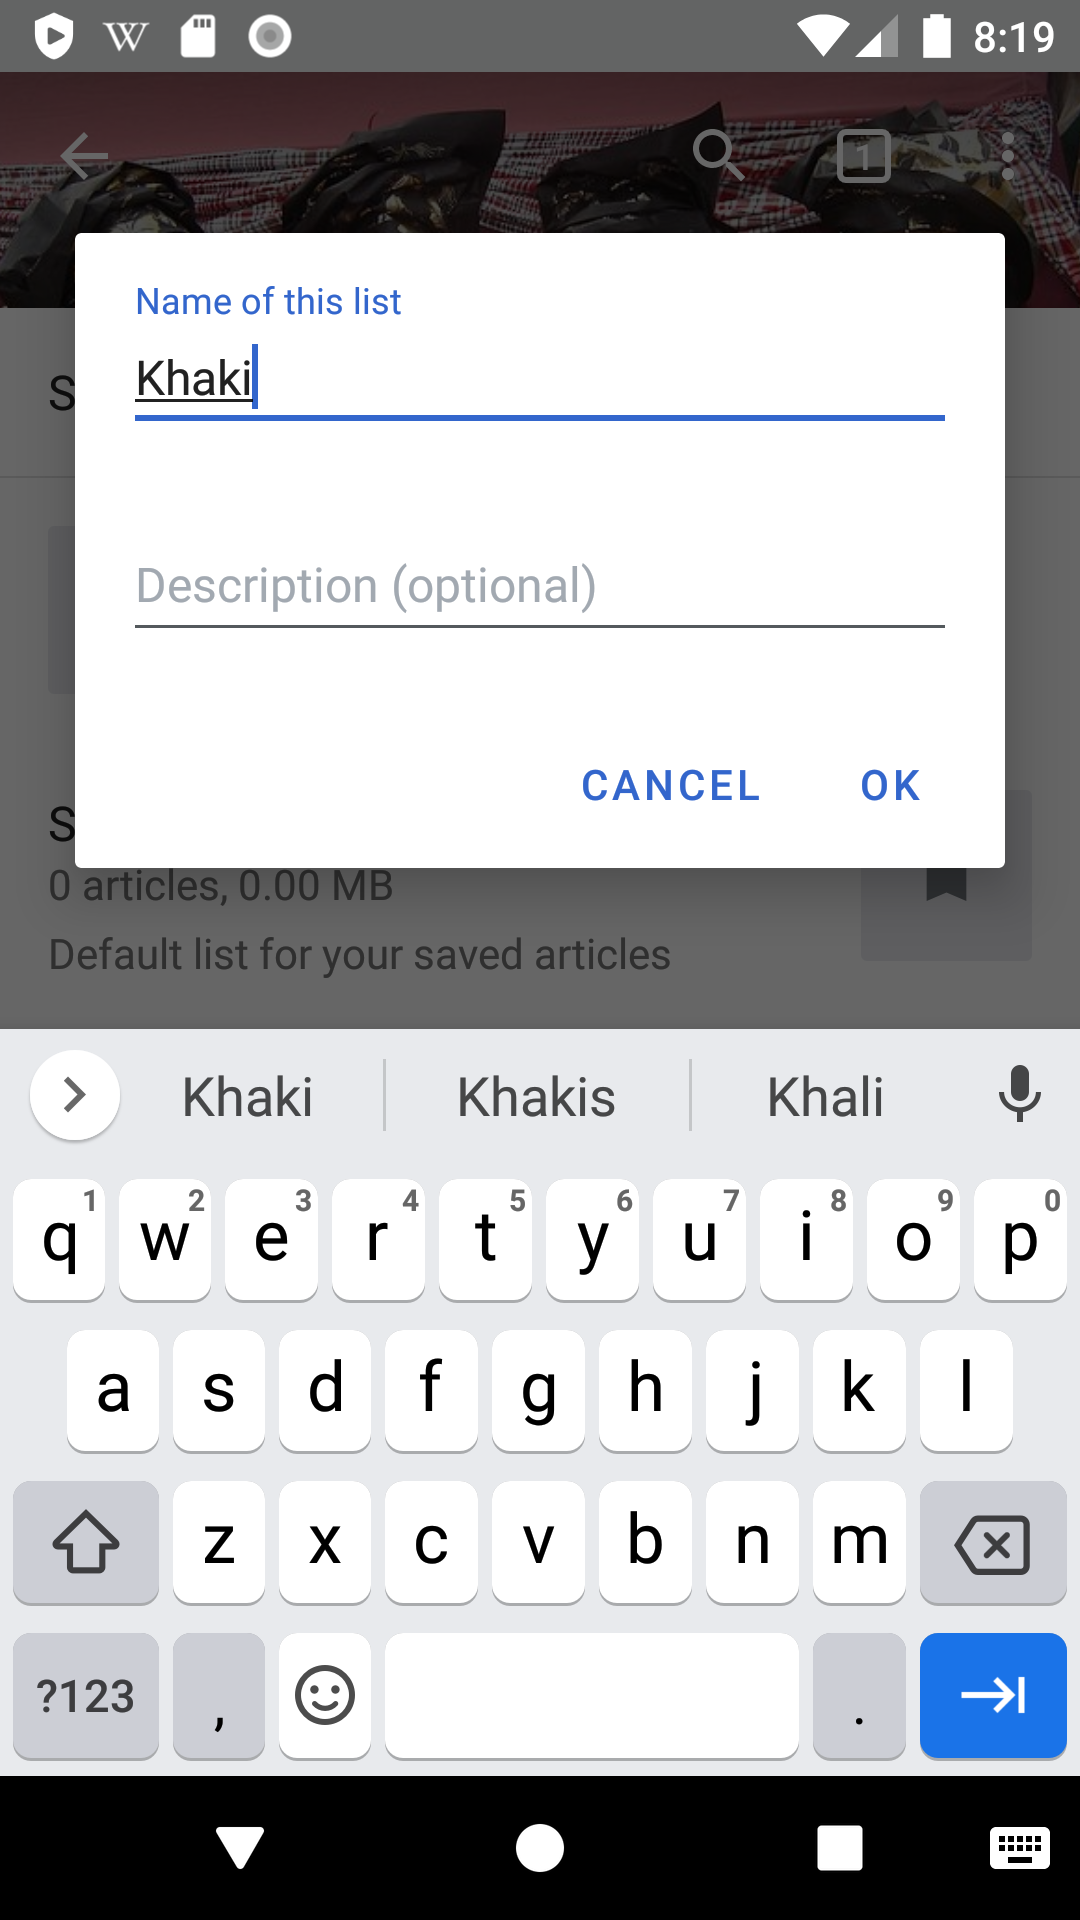 8:19
1
Name of this list
Khaki
Description (optional)
CANCEL OK
S
0 articles, 0.00 MB
Default list for your saved articles
Khaki Khakis Khali
q1 w2 e3 r4 t5 y6 u7 i8 o9 p0
a s d f g h j k l
z x c v b n m
?123 , .